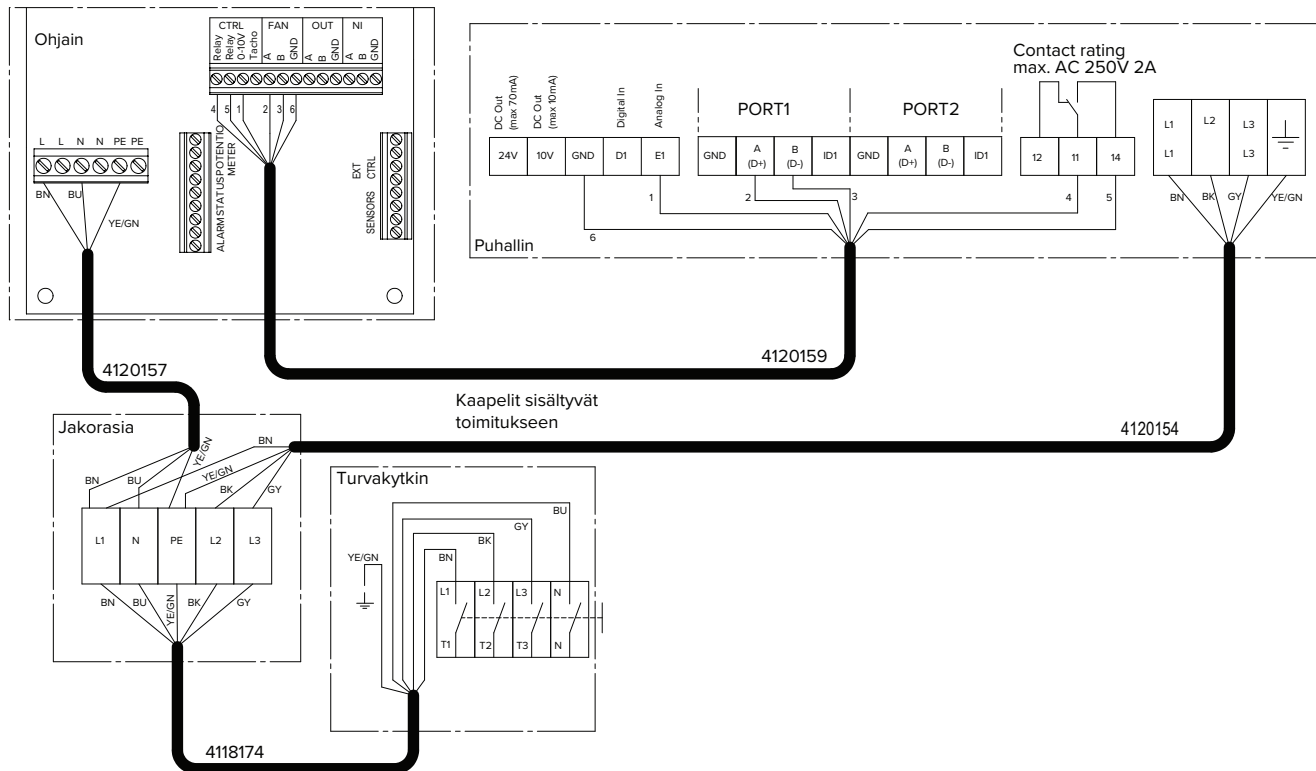 Ohjain
CTRL FAN OUT NI
Relay
Relay
0-10V
Tacho
A
B
GND
A
B
GND
A
B
GND
4 5 1 2 3 6
L L N N PE PE
BN BU YE/GN
ALARM STATUS POTENTIO
METER
SENSORS EXT
CTRL
4120157
4120159
Kaapelit sisältyvät
toimitukseen
4120154
Contact rating
max. AC 250V 2A
DC Out
(max 70mA)
DC Out
(max 10mA)
Digital In
Analog In
PORT1 PORT2
24V 10V GND D1 E1
GND A
(D+) B
(D-) ID1 GND A
(D+) B
(D-) ID1
12 11 14
L1 L2 L3
L1 L3
1 2 3 4 5
6
BN BK GY YE/GN
Puhallin
Jakorasia
BN BU YE/GN BN YE/GN BK GY
L1 N PE L2 L3
BN BU YE/GN BK GY
4118174
Turvakytkin
YE/GN BN BK GY BU
L1 L2 L3 N
T1 T2 T3 N